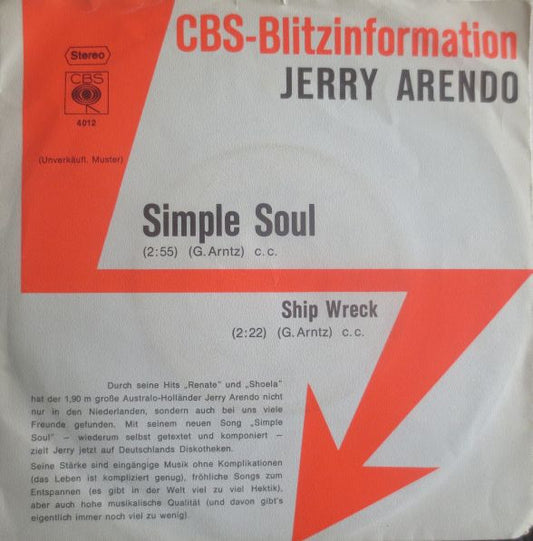 CBS-Blitzinformation
JERRY ARENDO
Stereo
CBS
4012
(Unverkäufl. Muster)
Simple Soul
(2:55) (G. Arntz) c. c.
Ship Wreck
(2:22) (G. Arntz) c. c.
Durch seine Hits „Renate" und „Shoela"
hat der 1,90 m große Australo-Holländer Jerry Arendo nicht
nur in den Niederlanden, sondern auch bei uns viele
Freunde gefunden. Mit seinem neuen Song „Simple
Soul" – wiederum selbst getextet und komponiert –
zielt Jerry jetzt auf Deutschlands Diskotheken.
Seine Stärke sind eingängige Musik ohne Komplikationen
(das Leben ist kompliziert genug), fröhliche Songs zum
Entspannen (es gibt in der Welt viel zu viel Hektik),
aber auch hohe musikalische Qualität (und davon gibt's
eigentlich immer noch viel zu wenig).